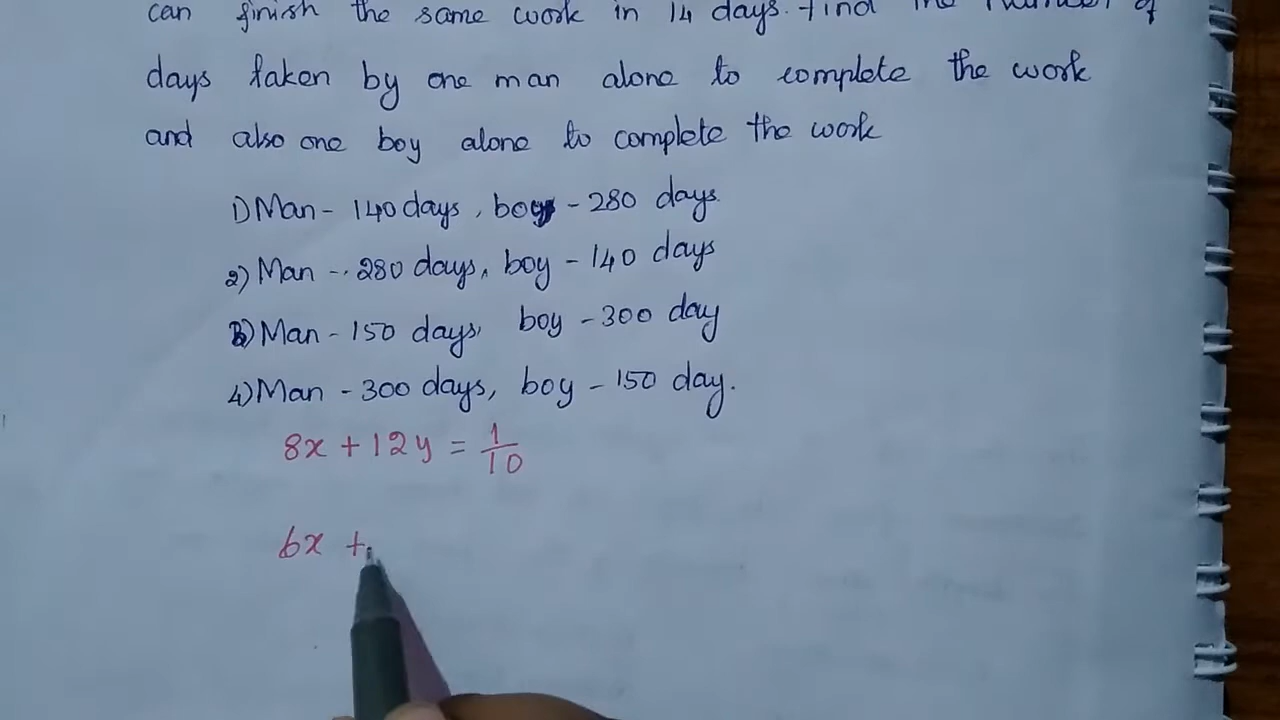 can finish the same work in 14 days. find the number of
days taken by one man alone to complete the work
and also one boy alone to complete the work
1) Man - 140 days, boy - 280 days.
2) Man - 280 days, boy - 140 days
3) Man - 150 days, boy - 300 day
4) Man - 300 days, boy - 150 day.
8x + 12y = 1/10
6x +